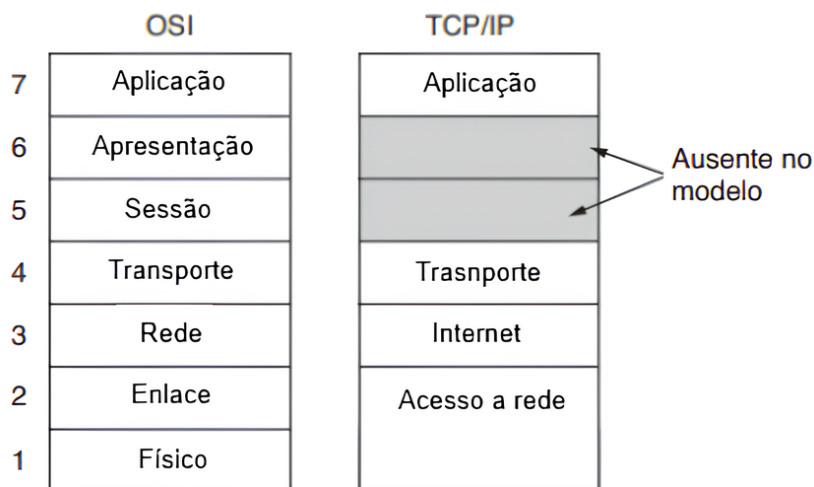 OSI TCP/IP
7 Aplicação Aplicação
6 Apresentação
Ausente no
modelo
5 Sessão
4 Transporte Trasnporte
3 Rede Internet
2 Enlace Acesso a rede
1 Físico